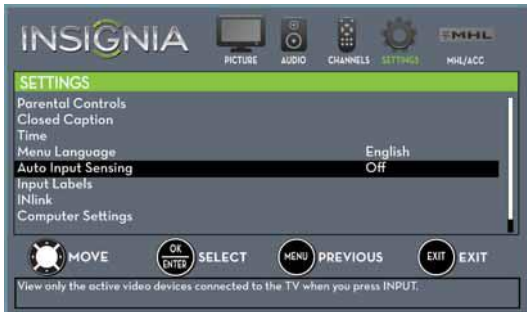 INSIGNIA
PICTURE AUDIO CHANNELS SETTINGS MHL MHL/ACC
SETTINGS
Parental Controls
Closed Caption
Time
Menu Language English
Auto Input Sensing Off
Input Labels
INlink
Computer Settings
MOVE OK ENTER SELECT MENU PREVIOUS EXIT EXIT
View only the active video devices connected to the TV when you press INPUT.